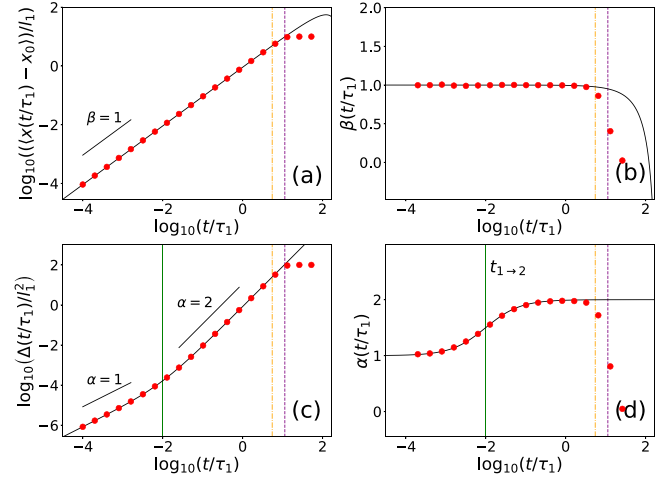 log₁₀(⟨(x(t/τ₁) − x₀)⟩/l₁)
0
−2
−4
β = 1
(a)
−4 −2 0 2
log₁₀(t/τ₁)
β(t/τ₁)
2.0
1.5
1.0
0.5
0.0
(b)
−4 −2 0 2
log₁₀(t/τ₁)
log₁₀(Δ(t/τ₁)/l₁²)
2
0
−2
−4
−6
α = 1
α = 2
(c)
−4 −2 0 2
log₁₀(t/τ₁)
α(t/τ₁)
3
2
1
0
t₁→₂
(d)
−4 −2 0 2
log₁₀(t/τ₁)